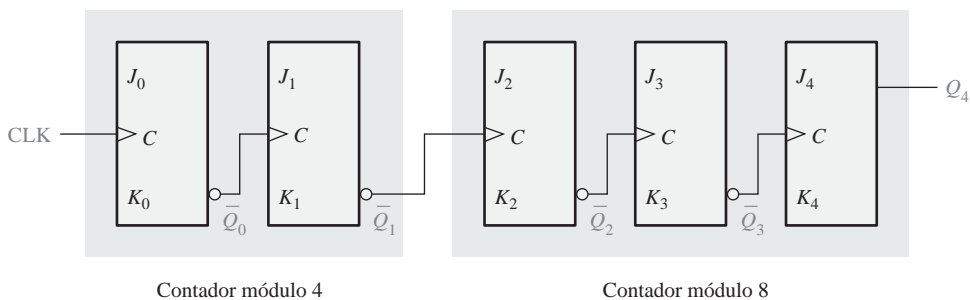 J0 J1 J2 J3 J4 Q4
CLK C C C C C
K0 K1 K2 K3 K4
Q̅0 Q̅1 Q̅2 Q̅3
Contador módulo 4 Contador módulo 8